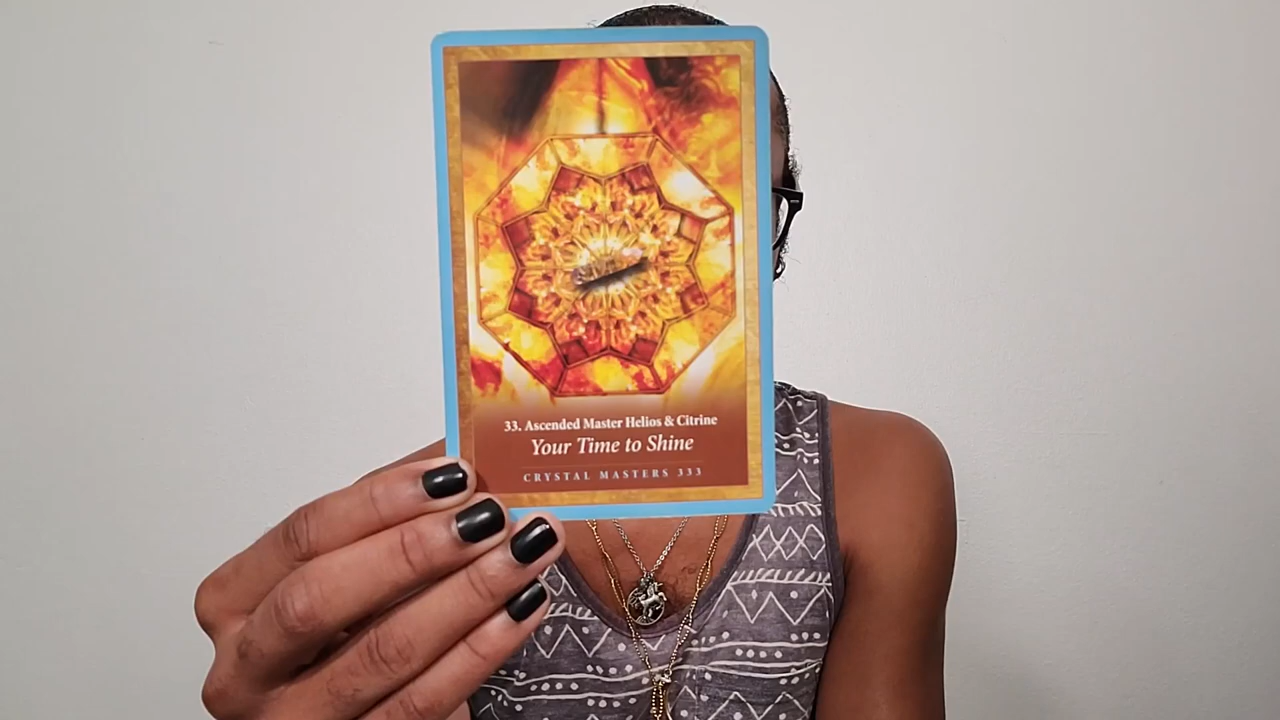 33. Ascended Master Helios & Citrine
Your Time to Shine
CRYSTAL MASTERS 333